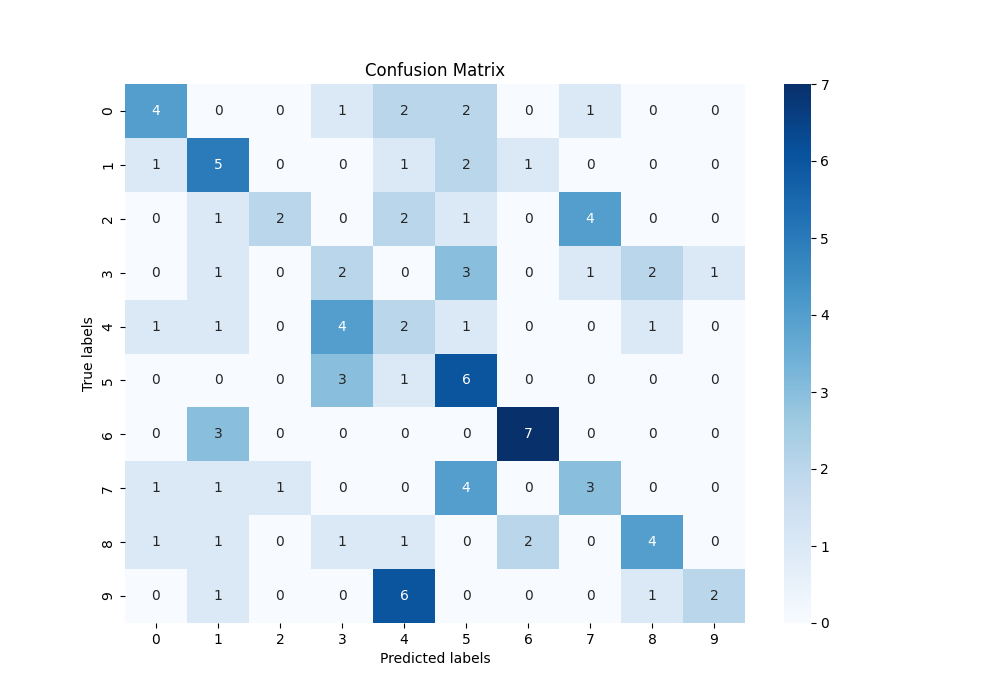 Confusion Matrix
0 4 0 0 1 2 2 0 1 0 0
1 1 5 0 0 1 2 1 0 0 0
2 0 1 2 0 2 1 0 4 0 0
3 0 1 0 2 0 3 0 1 2 1
4 1 1 0 4 2 1 0 0 1 0
5 0 0 0 3 1 6 0 0 0 0
6 0 3 0 0 0 0 7 0 0 0
7 1 1 1 0 0 4 0 3 0 0
8 1 1 0 1 1 0 2 0 4 0
9 0 1 0 0 6 0 0 0 1 2
0 1 2 3 4 5 6 7 8 9
Predicted labels
True labels
7
6
5
4
3
2
1
0